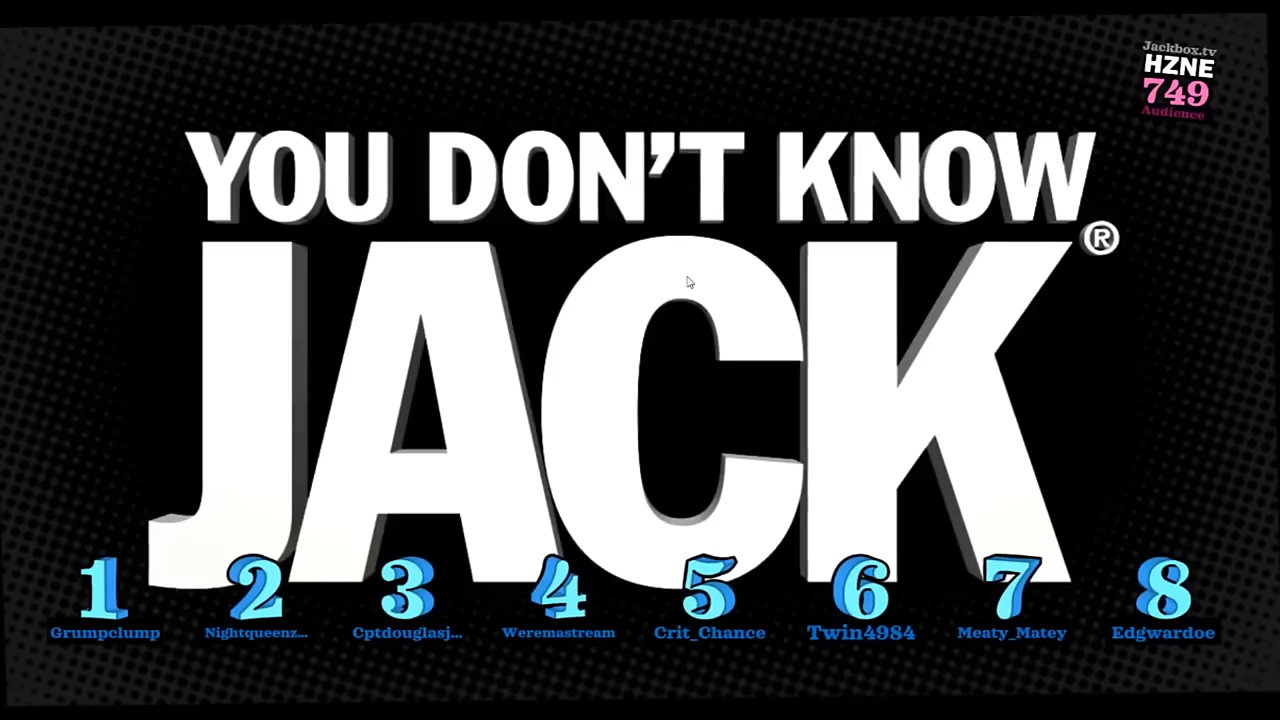 Jackbox.tv
HZNE
749
Audience
YOU DON'T KNOW
JACK®
1 2 3 4 5 6 7 8
Grumpclump Nightqueenz... Cptdouglasj... Weremastream Crit_Chance Twin4984 Meaty_Matey Edgwardoe